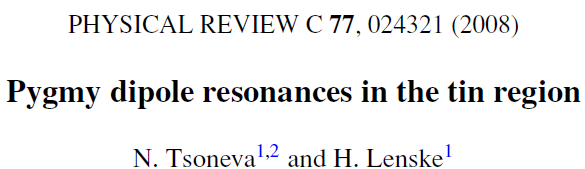 PHYSICAL REVIEW C 77, 024321 (2008)
Pygmy dipole resonances in the tin region
N. Tsoneva1,2 and H. Lenske1